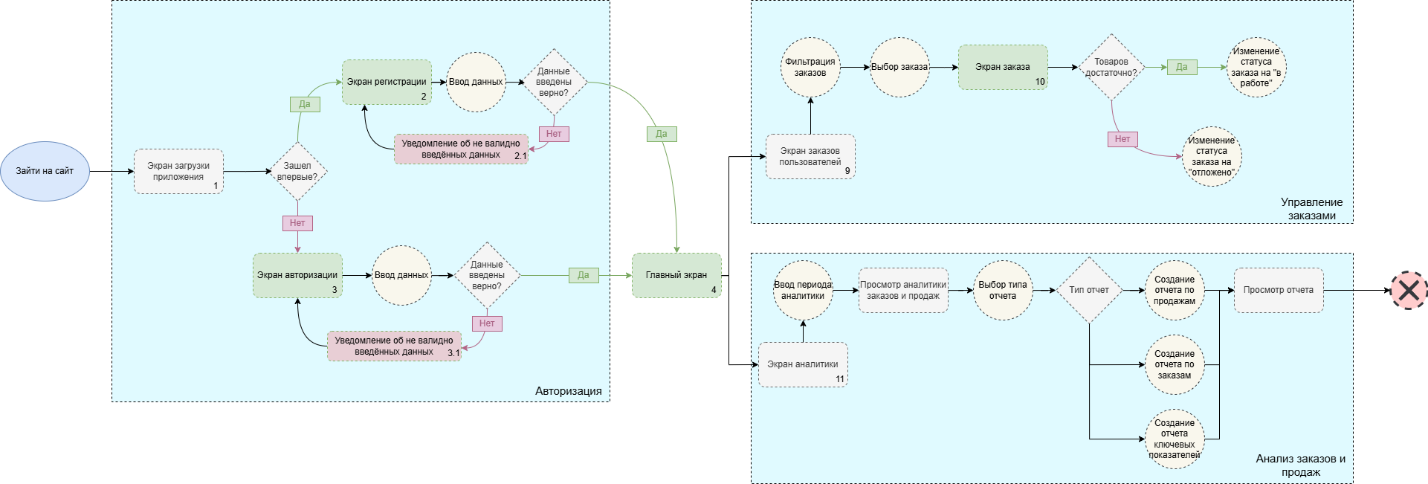 Зайти на сайт
Экран загрузки
приложения
1
Зашел
впервые?
Да
Нет
Экран регистрации
2
Ввод данных
Данные
введены
верно?
Нет
Да
Уведомление об не валидно
введённых данных
2.1
Экран авторизации
3
Ввод данных
Данные
введены
верно?
Да
Нет
Уведомление об не валидно
введённых данных
3.1
Авторизация
Главный экран
4
Экран заказов
пользователей
9
Фильтрация
заказов
Выбор заказа
Экран заказа
10
Товаров
достаточно?
Да
Изменение
статуса
заказа на "в
работе"
Нет
Изменение
статуса
заказа на
"отложено"
Управление
заказами
Экран аналитики
11
Ввод периода
аналитики
Просмотр аналитики
заказов и продаж
Выбор типа
отчета
Тип отчет
Создание
отчета по
продажам
Создание
отчета по
заказам
Создание
отчета
ключевых
показателей
Просмотр отчета
Анализ заказов и
продаж